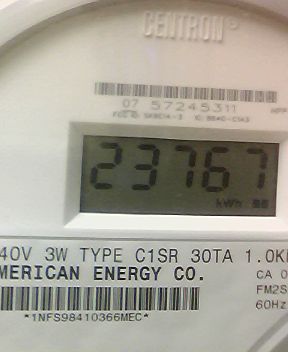 CENTRON®
07 57245311
23767
kWh
40V 3W TYPE C1SR 30TA 1.0K
MERICAN ENERGY CO.
CA 0
FM2S
60Hz
*1NFS98410366MEC*